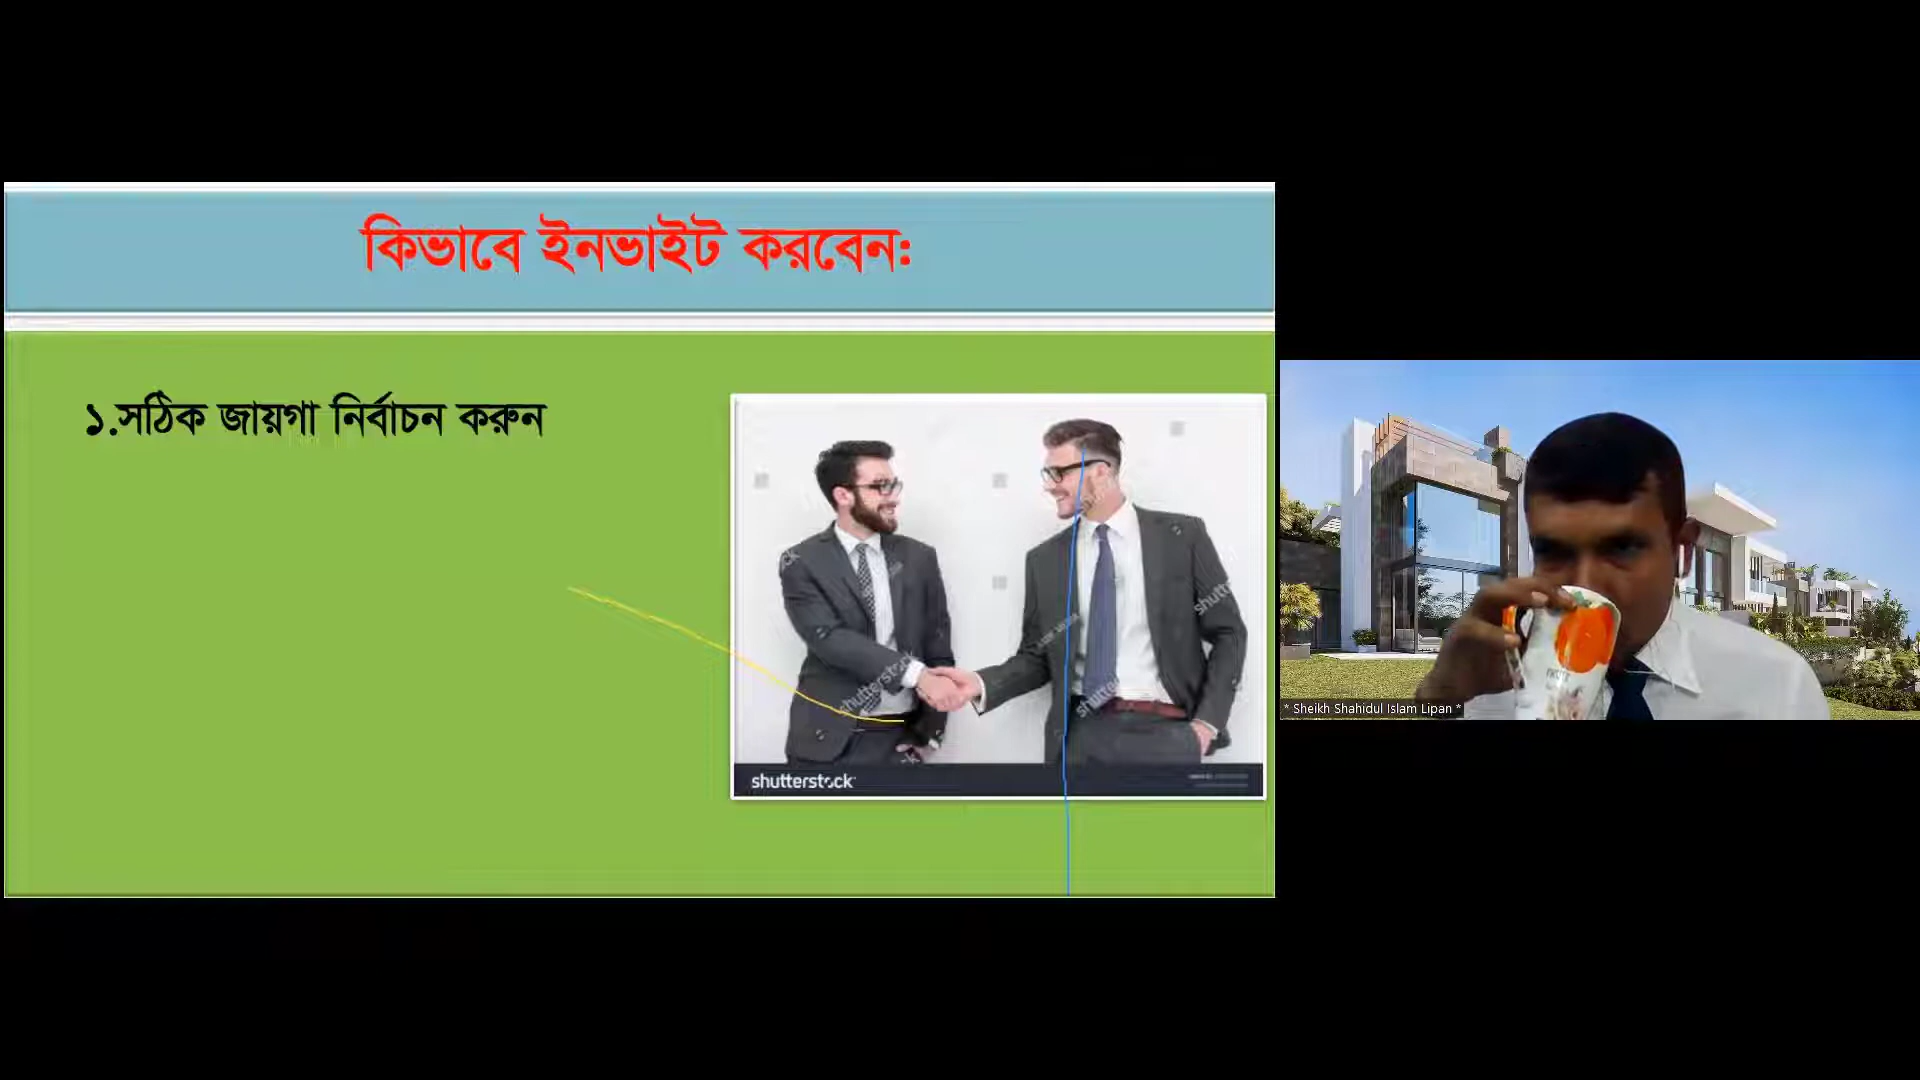 কিভাবে ইনভাইট করবেন:
১.সঠিক জায়গা নির্বাচন করুন
shutterstock
* Sheikh Shahidul Islam Lipan *